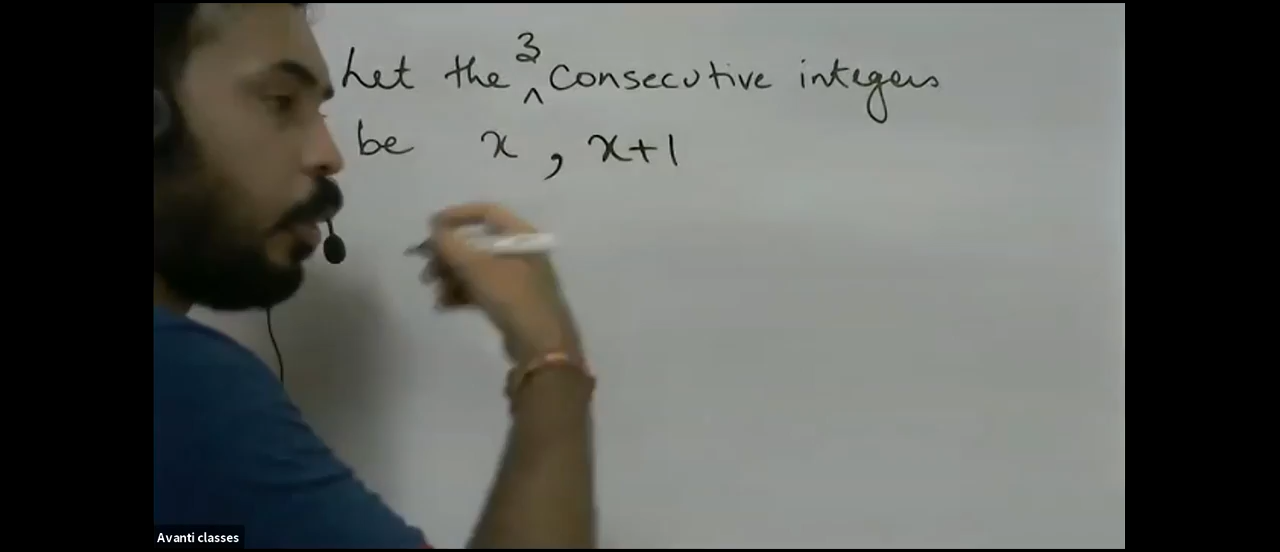 Let the 3 consecutive integers
be x , x+1
Avanti classes